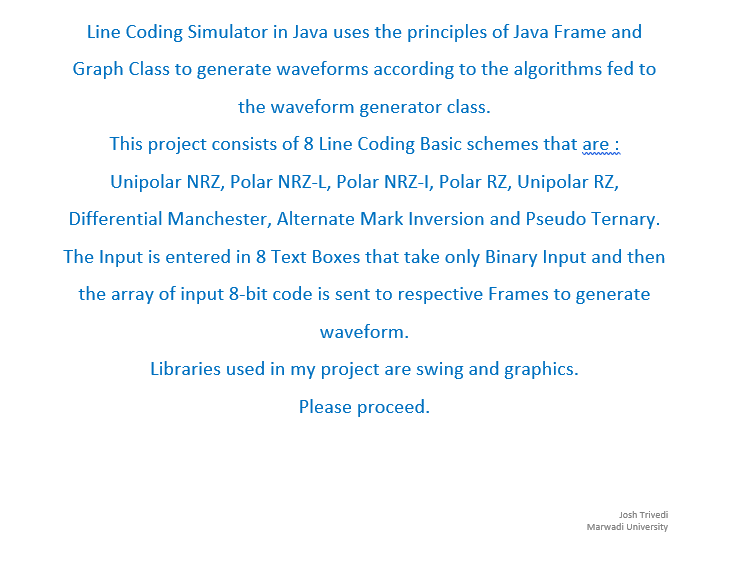 Line Coding Simulator in Java uses the principles of Java Frame and
Graph Class to generate waveforms according to the algorithms fed to
the waveform generator class.
This project consists of 8 Line Coding Basic schemes that are :
Unipolar NRZ, Polar NRZ-L, Polar NRZ-I, Polar RZ, Unipolar RZ,
Differential Manchester, Alternate Mark Inversion and Pseudo Ternary.
The Input is entered in 8 Text Boxes that take only Binary Input and then
the array of input 8-bit code is sent to respective Frames to generate
waveform.
Libraries used in my project are swing and graphics.
Please proceed.
Josh Trivedi
Marwadi University